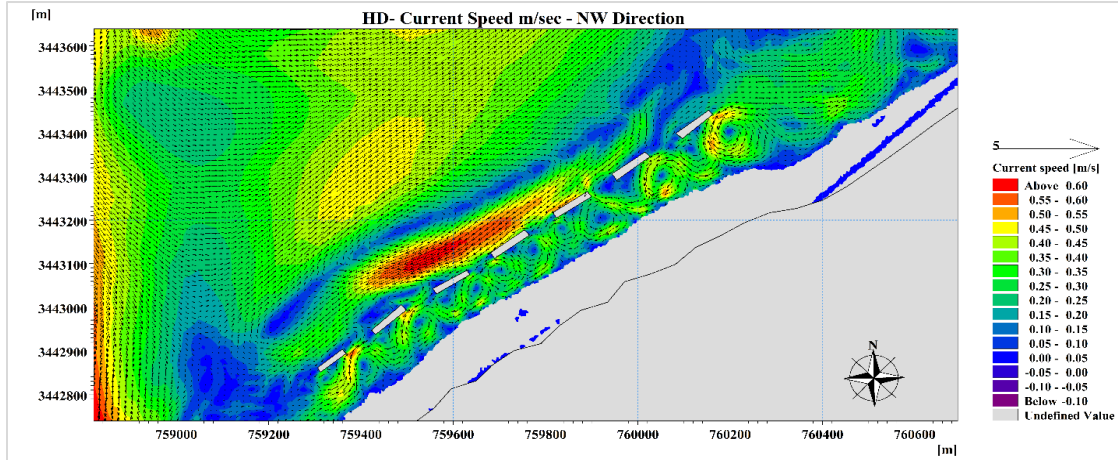 HD- Current Speed m/sec - NW Direction
[m]
3443600
3443500
3443400
3443300
3443200
3443100
3443000
3442900
3442800
759000 759200 759400 759600 759800 760000 760200 760400 760600
[m]
N
5
Current speed [m/s]
Above 0.60
0.55 - 0.60
0.50 - 0.55
0.45 - 0.50
0.40 - 0.45
0.35 - 0.40
0.30 - 0.35
0.25 - 0.30
0.20 - 0.25
0.15 - 0.20
0.10 - 0.15
0.05 - 0.10
0.00 - 0.05
-0.05 - 0.00
-0.10 - -0.05
Below -0.10
Undefined Value